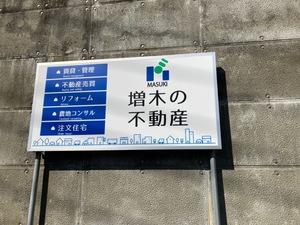 賃貸・管理
不動産売買
リフォーム
農地コンサル
注文住宅
MASUKI
増木の
不動産